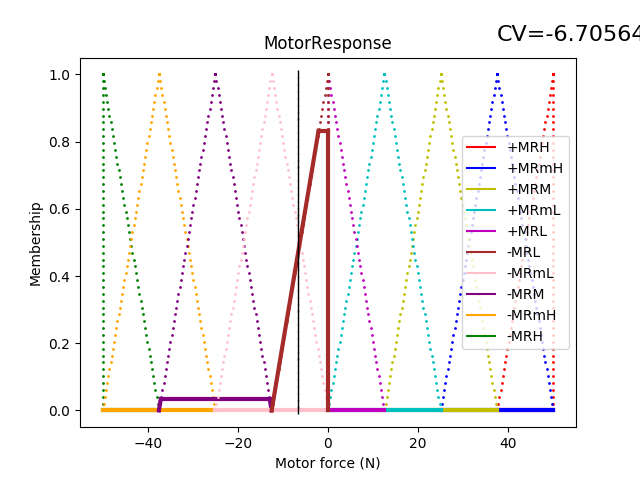 CV=-6.70564
MotorResponse
1.0
0.8
0.6
0.4
0.2
0.0
Membership
+MRH
+MRmH
+MRM
+MRmL
+MRL
-MRL
-MRmL
-MRM
-MRmH
-MRH
−40 −20 0 20 40
Motor force (N)